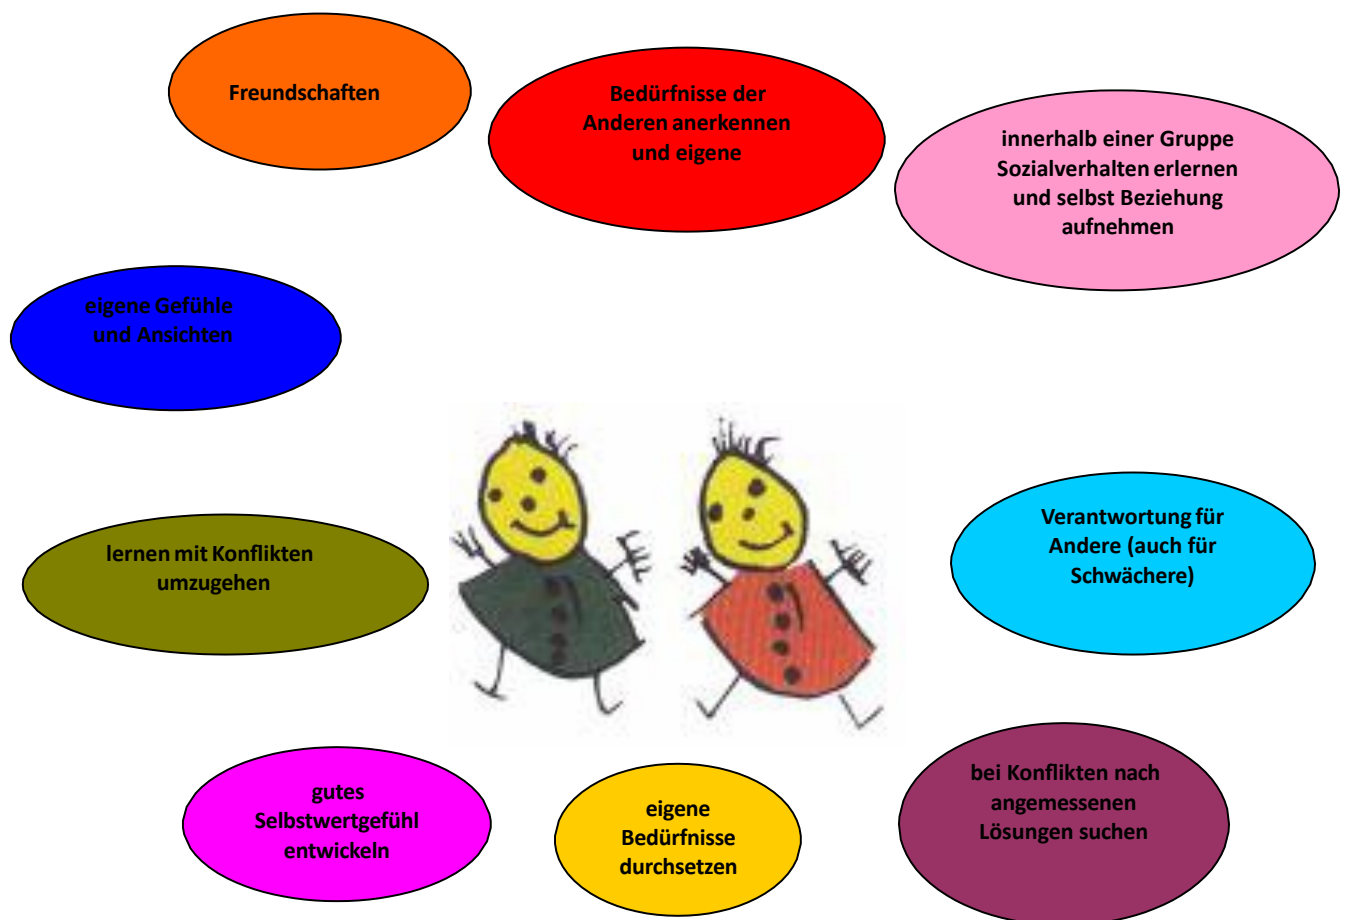 Freundschaften
Bedürfnisse der
Anderen anerkennen
und eigene
innerhalb einer Gruppe
Sozialverhalten erlernen
und selbst Beziehung
aufnehmen
eigene Gefühle
und Ansichten
lernen mit Konflikten
umzugehen
Verantwortung für
Andere (auch für
Schwächere)
gutes
Selbstwertgefühl
entwickeln
eigene
Bedürfnisse
durchsetzen
bei Konflikten nach
angemessenen
Lösungen suchen